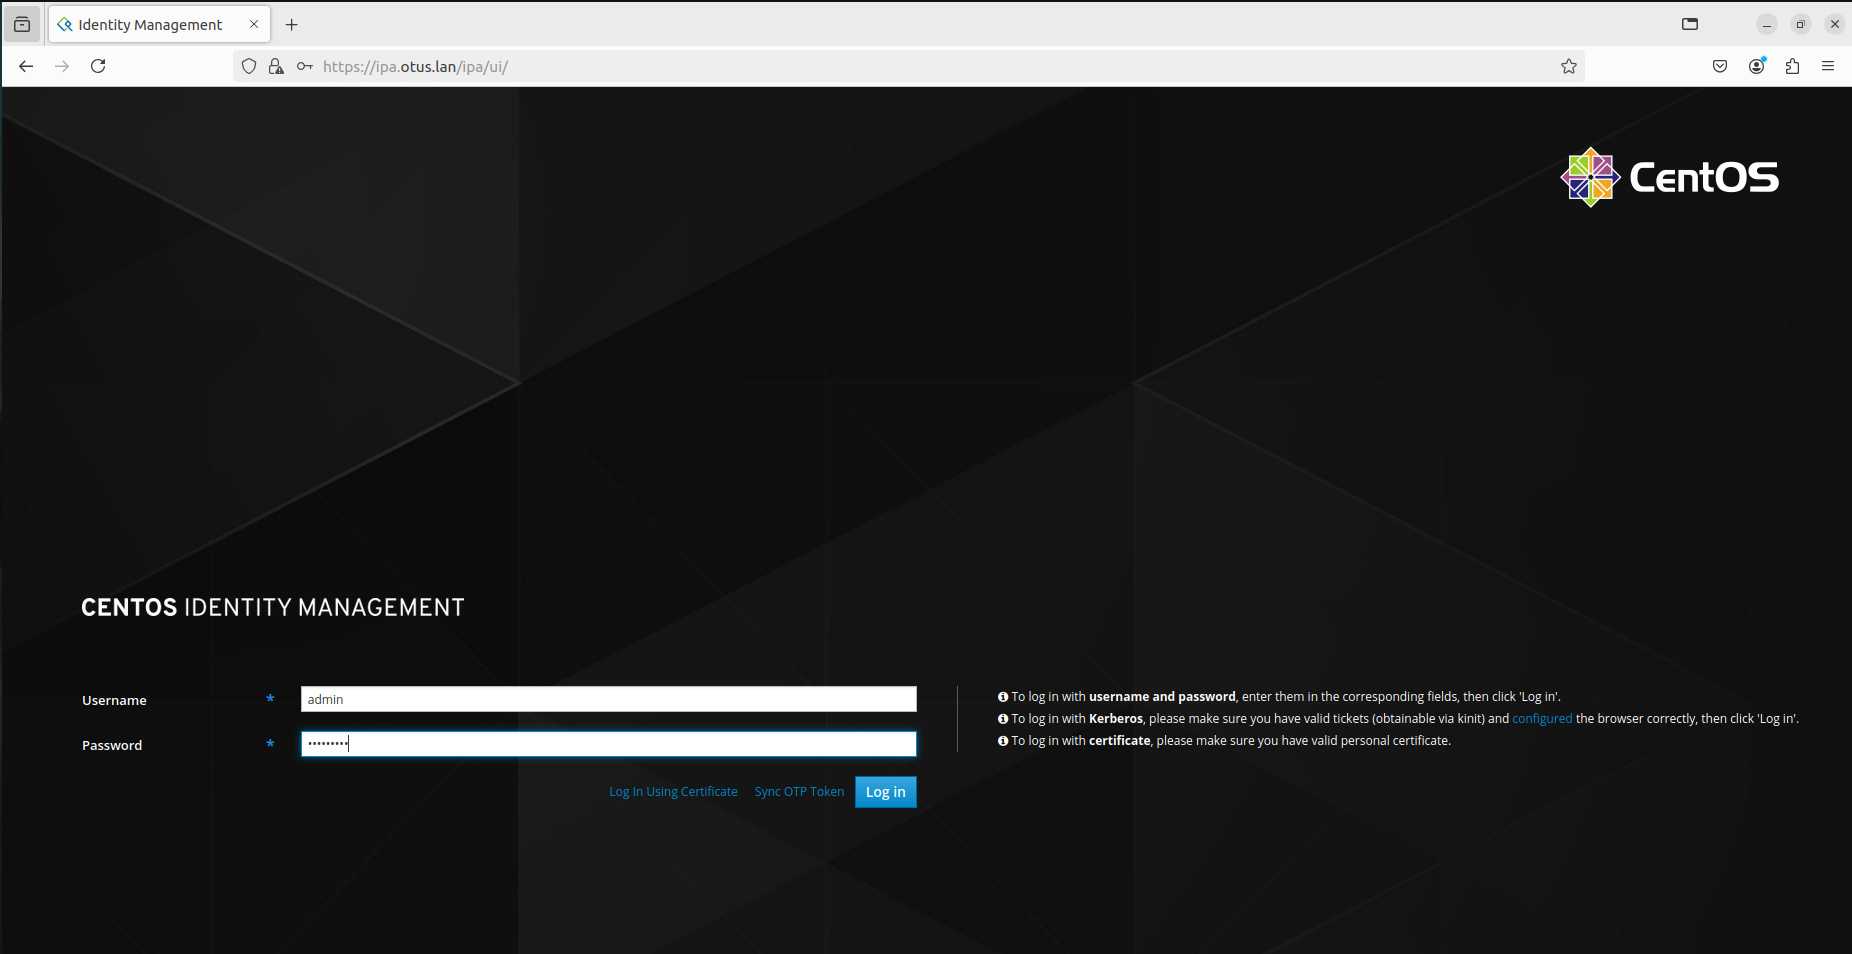 Identity Management
https://ipa.otus.lan/ipa/ui/
CentOS
CENTOS IDENTITY MANAGEMENT
Username * admin
Password * •••••••••
Log In Using Certificate Sync OTP Token Log in
To log in with username and password, enter them in the corresponding fields, then click 'Log in'.
To log in with Kerberos, please make sure you have valid tickets (obtainable via kinit) and configured the browser correctly, then click 'Log in'.
To log in with certificate, please make sure you have valid personal certificate.